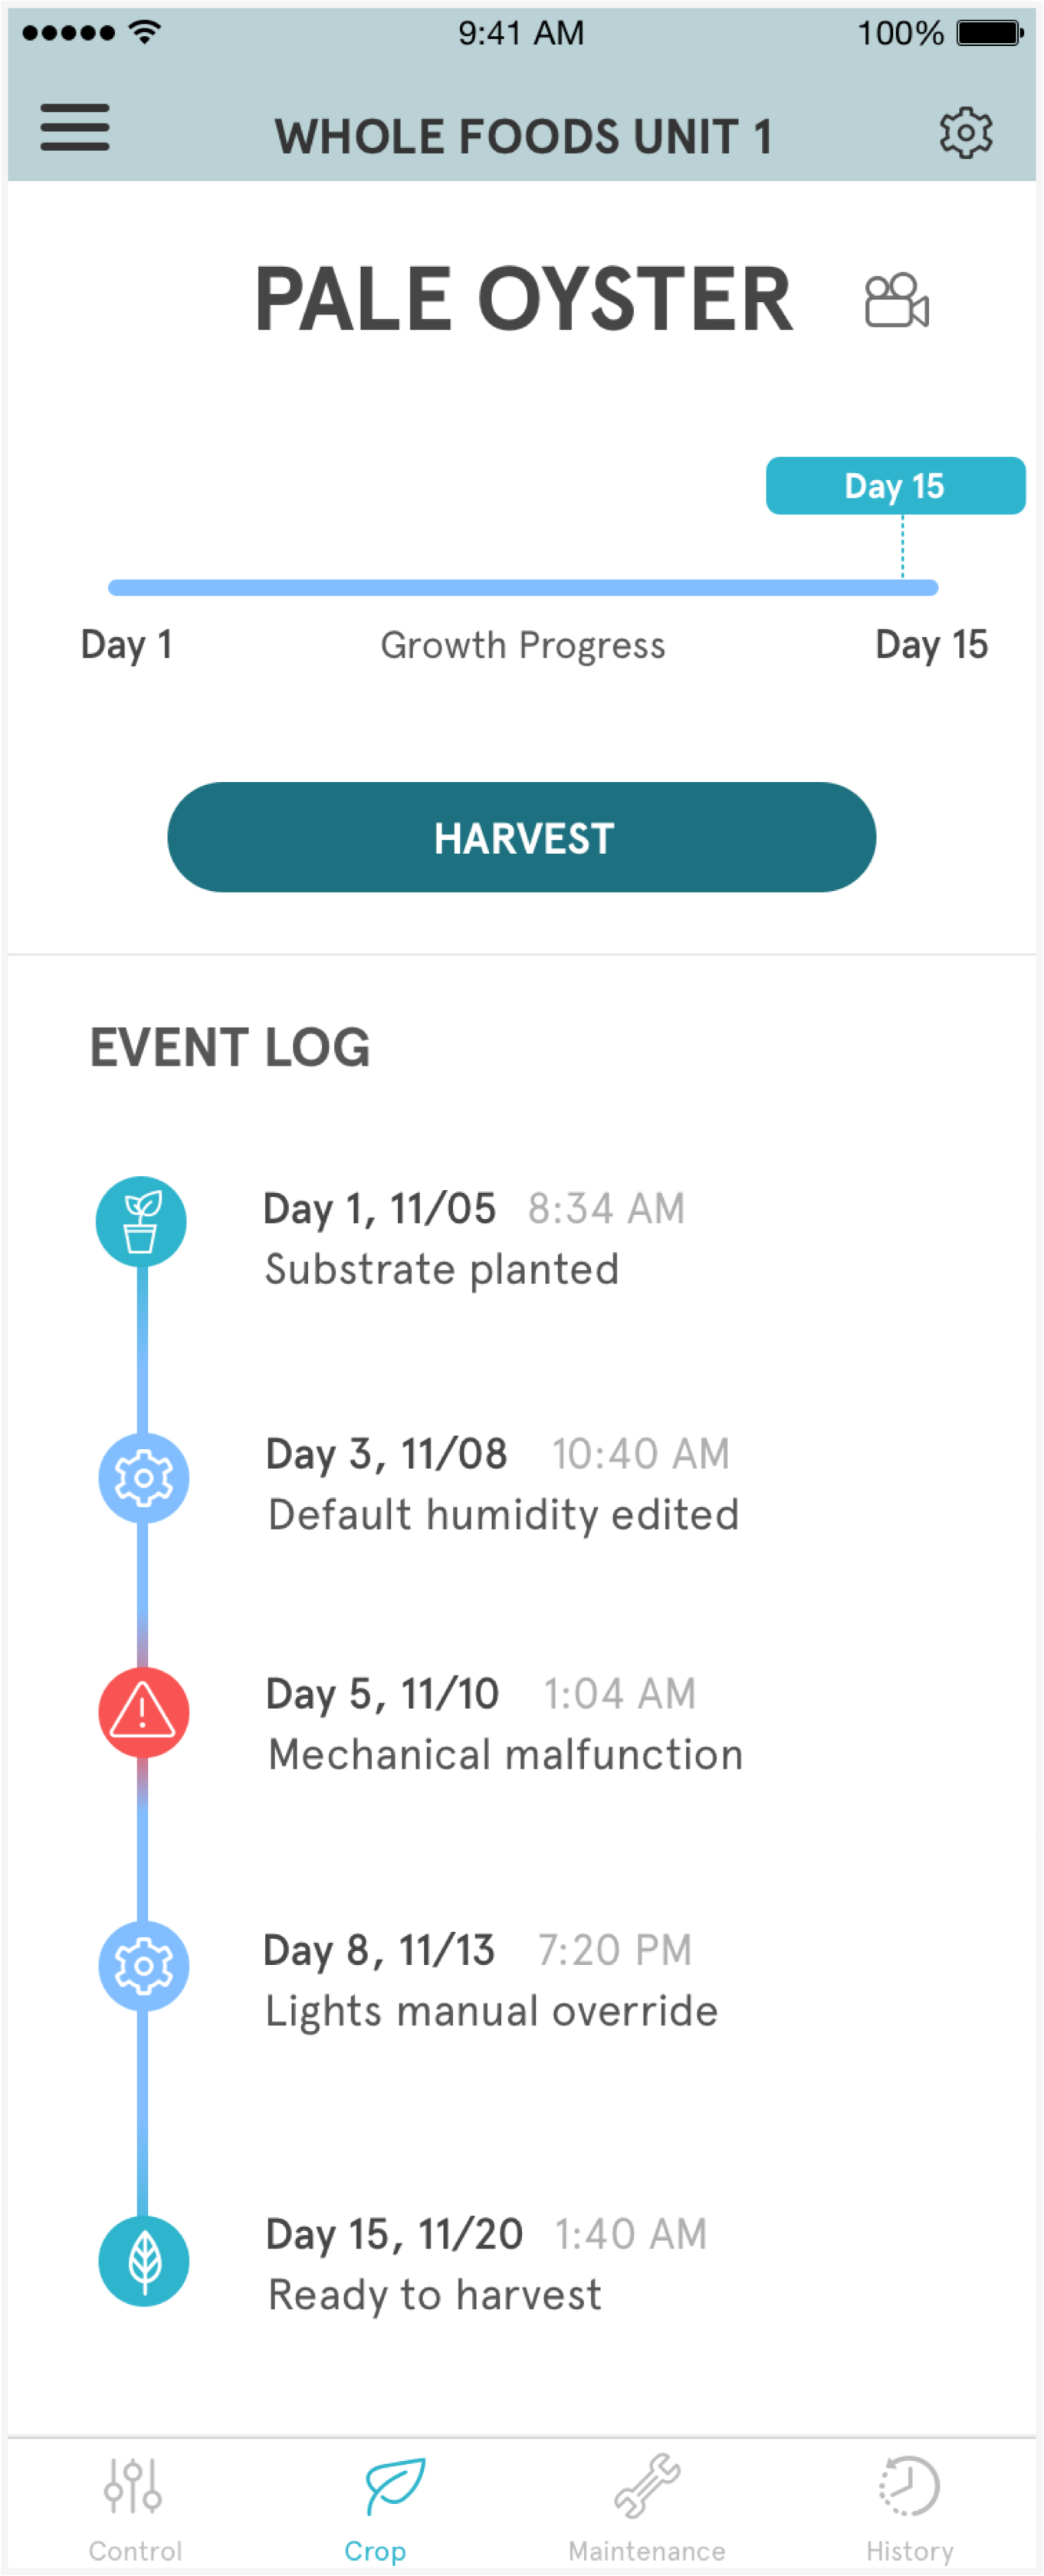 9:41 AM 100%
WHOLE FOODS UNIT 1
PALE OYSTER
Day 15
Day 1 Growth Progress Day 15
HARVEST
EVENT LOG
Day 1, 11/05 8:34 AM
Substrate planted
Day 3, 11/08 10:40 AM
Default humidity edited
Day 5, 11/10 1:04 AM
Mechanical malfunction
Day 8, 11/13 7:20 PM
Lights manual override
Day 15, 11/20 1:40 AM
Ready to harvest
Control Crop Maintenance History